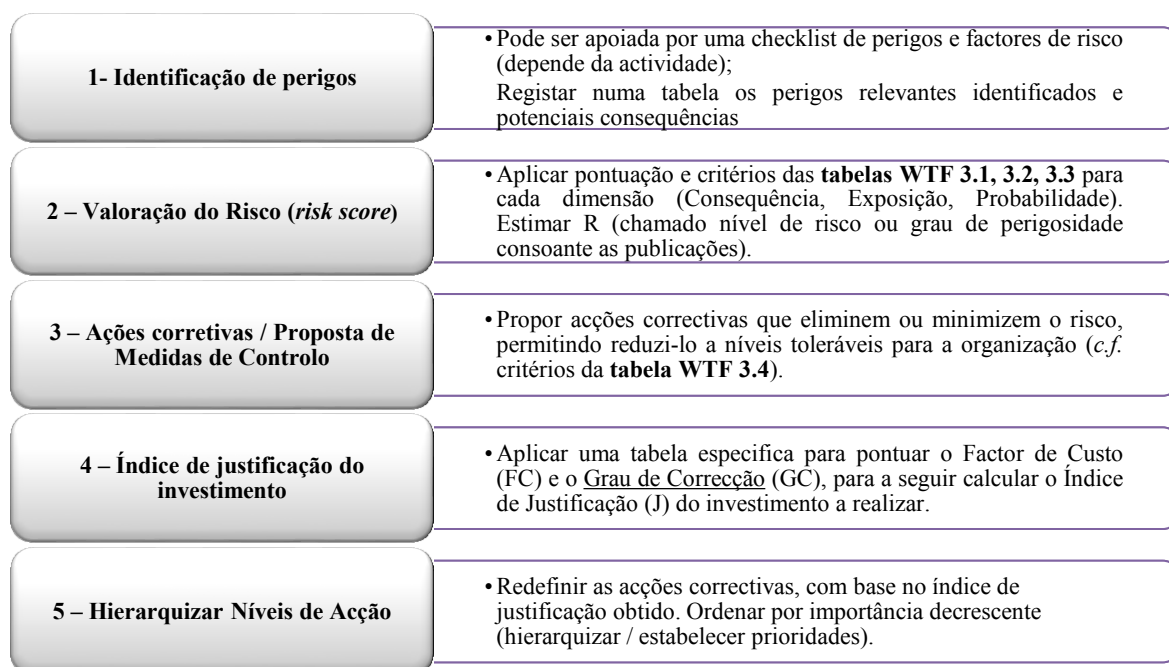 1- Identificação de perigos
•Pode ser apoiada por uma checklist de perigos e factores de risco
(depende da actividade);
Registar numa tabela os perigos relevantes identificados e
potenciais consequências
2 – Valoração do Risco (risk score)
•Aplicar pontuação e critérios das tabelas WTF 3.1, 3.2, 3.3 para
cada dimensão (Consequência, Exposição, Probabilidade).
Estimar R (chamado nível de risco ou grau de perigosidade
consoante as publicações).
3 – Ações corretivas / Proposta de
Medidas de Controlo
•Propor acções correctivas que eliminem ou minimizem o risco,
permitindo reduzi-lo a níveis toleráveis para a organização (c.f.
critérios da tabela WTF 3.4).
4 – Índice de justificação do
investimento
•Aplicar uma tabela especifica para pontuar o Factor de Custo
(FC) e o Grau de Correcção (GC), para a seguir calcular o Índice
de Justificação (J) do investimento a realizar.
5 – Hierarquizar Níveis de Acção
•Redefinir as acções correctivas, com base no índice de
justificação obtido. Ordenar por importância decrescente
(hierarquizar / estabelecer prioridades).